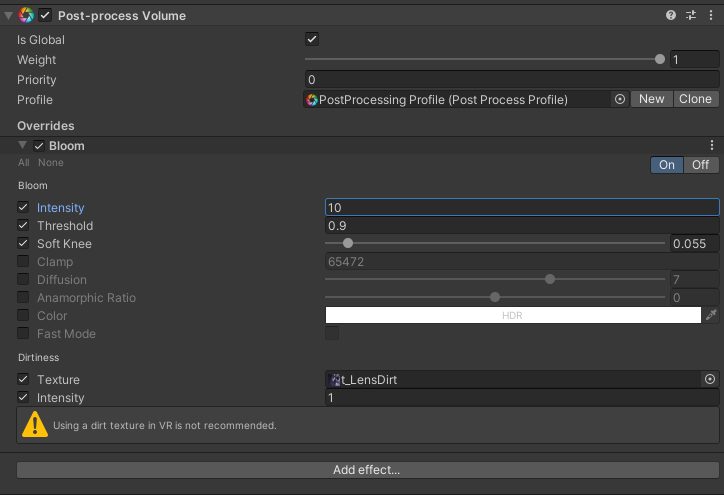 Post-process Volume
Is Global
Weight 1
Priority 0
Profile PostProcessing Profile (Post Process Profile) New Clone
Overrides
Bloom
All None On Off
Bloom
Intensity 10
Threshold 0.9
Soft Knee 0.055
Clamp 65472
Diffusion 7
Anamorphic Ratio 0
Color HDR
Fast Mode
Dirtiness
Texture t_LensDirt
Intensity 1
Using a dirt texture in VR is not recommended.
Add effect...